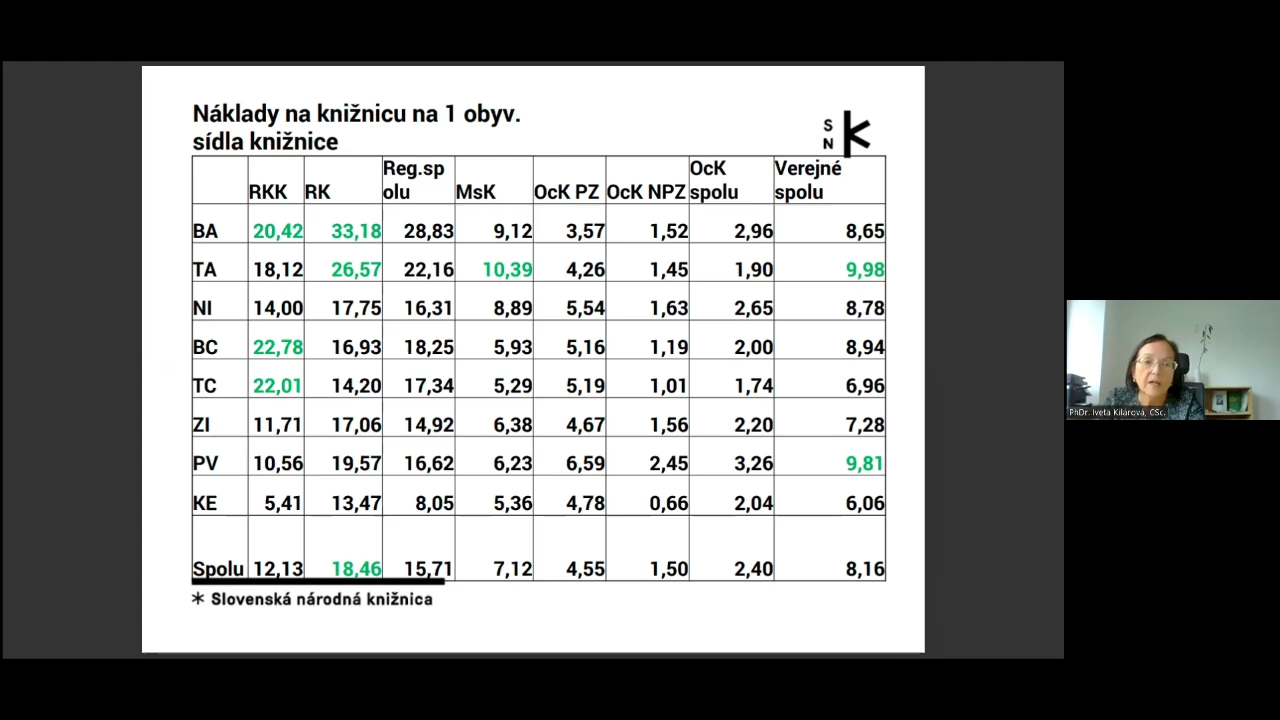 Náklady na knižnicu na 1 obyv.
sídla knižnice
S
N
RKK RK Reg.sp
olu MsK OcK PZ OcK NPZ OcK
spolu Verejné
spolu
BA 20,42 33,18 28,83 9,12 3,57 1,52 2,96 8,65
TA 18,12 26,57 22,16 10,39 4,26 1,45 1,90 9,98
NI 14,00 17,75 16,31 8,89 5,54 1,63 2,65 8,78
BC 22,78 16,93 18,25 5,93 5,16 1,19 2,00 8,94
TC 22,01 14,20 17,34 5,29 5,19 1,01 1,74 6,96
ZI 11,71 17,06 14,92 6,38 4,67 1,56 2,20 7,28
PV 10,56 19,57 16,62 6,23 6,59 2,45 3,26 9,81
KE 5,41 13,47 8,05 5,36 4,78 0,66 2,04 6,06
Spolu 12,13 18,46 15,71 7,12 4,55 1,50 2,40 8,16
* Slovenská národná knižnica
PhDr. Iveta Kilárová, CSc.